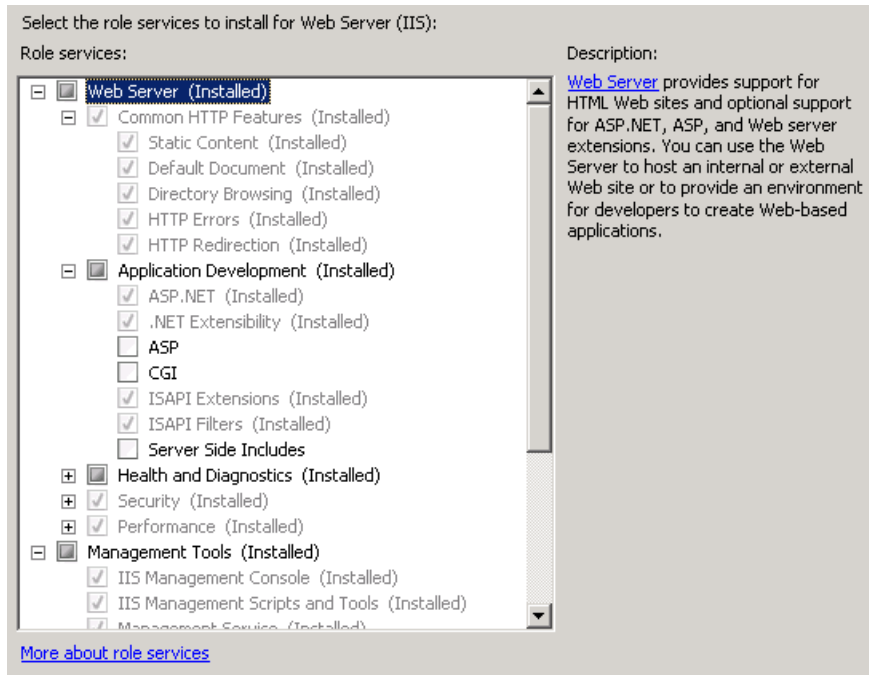 Select the role services to install for Web Server (IIS):
Role services:
Web Server (Installed)
Common HTTP Features (Installed)
Static Content (Installed)
Default Document (Installed)
Directory Browsing (Installed)
HTTP Errors (Installed)
HTTP Redirection (Installed)
Application Development (Installed)
ASP.NET (Installed)
.NET Extensibility (Installed)
ASP
CGI
ISAPI Extensions (Installed)
ISAPI Filters (Installed)
Server Side Includes
Health and Diagnostics (Installed)
Security (Installed)
Performance (Installed)
Management Tools (Installed)
IIS Management Console (Installed)
IIS Management Scripts and Tools (Installed)
Management Service (Installed)
More about role services
Description:
Web Server provides support for
HTML Web sites and optional support
for ASP.NET, ASP, and Web server
extensions. You can use the Web
Server to host an internal or external
Web site or to provide an environment
for developers to create Web-based
applications.